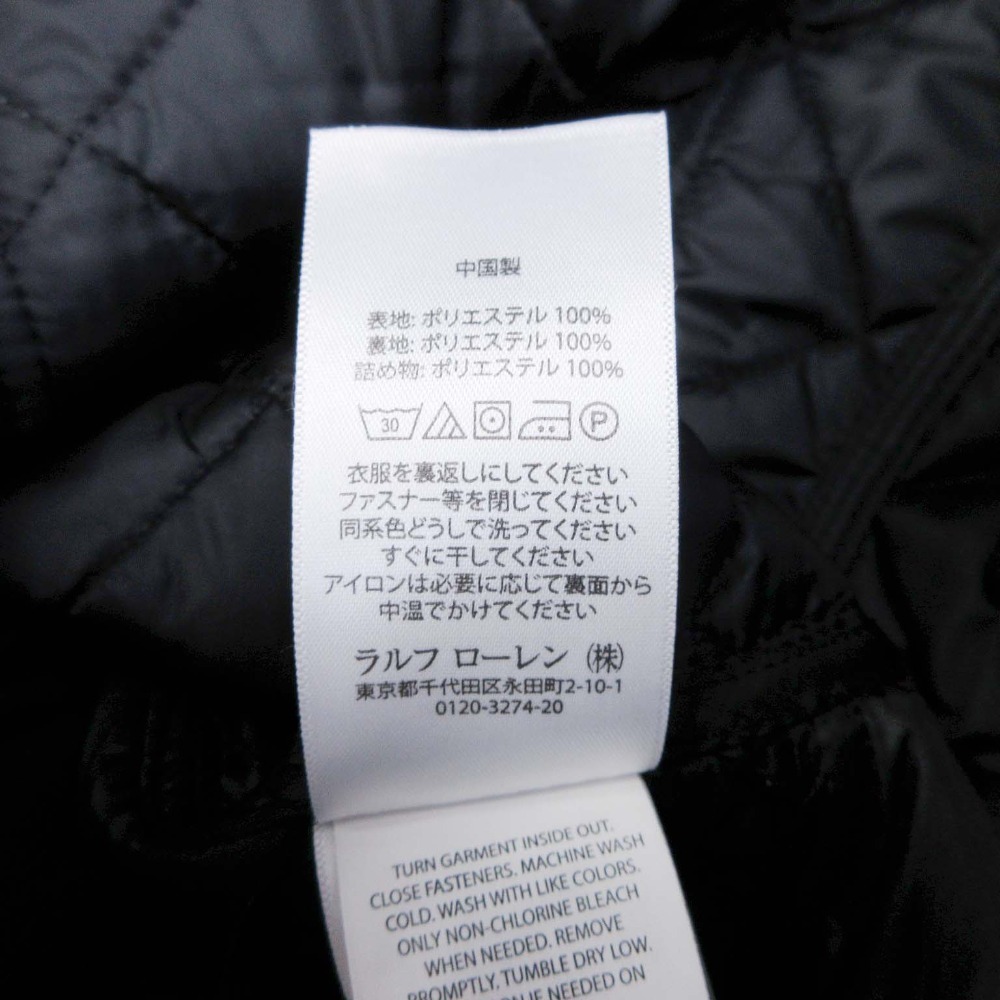 中国製
表地: ポリエステル 100%
裏地: ポリエステル 100%
詰め物: ポリエステル 100%
30 P
衣服を裏返しにしてください
ファスナー等を閉じてください
同系色どうしで洗ってください
すぐに干してください
アイロンは必要に応じて裏面から
中温でかけてください
ラルフ ローレン (株)
東京都千代田区永田町2-10-1
0120-3274-20
TURN GARMENT INSIDE OUT.
CLOSE FASTENERS. MACHINE WASH
COLD. WASH WITH LIKE COLORS.
ONLY NON-CHLORINE BLEACH
WHEN NEEDED. REMOVE
PROMPTLY. TUMBLE DRY LOW.
IF NEEDED ON